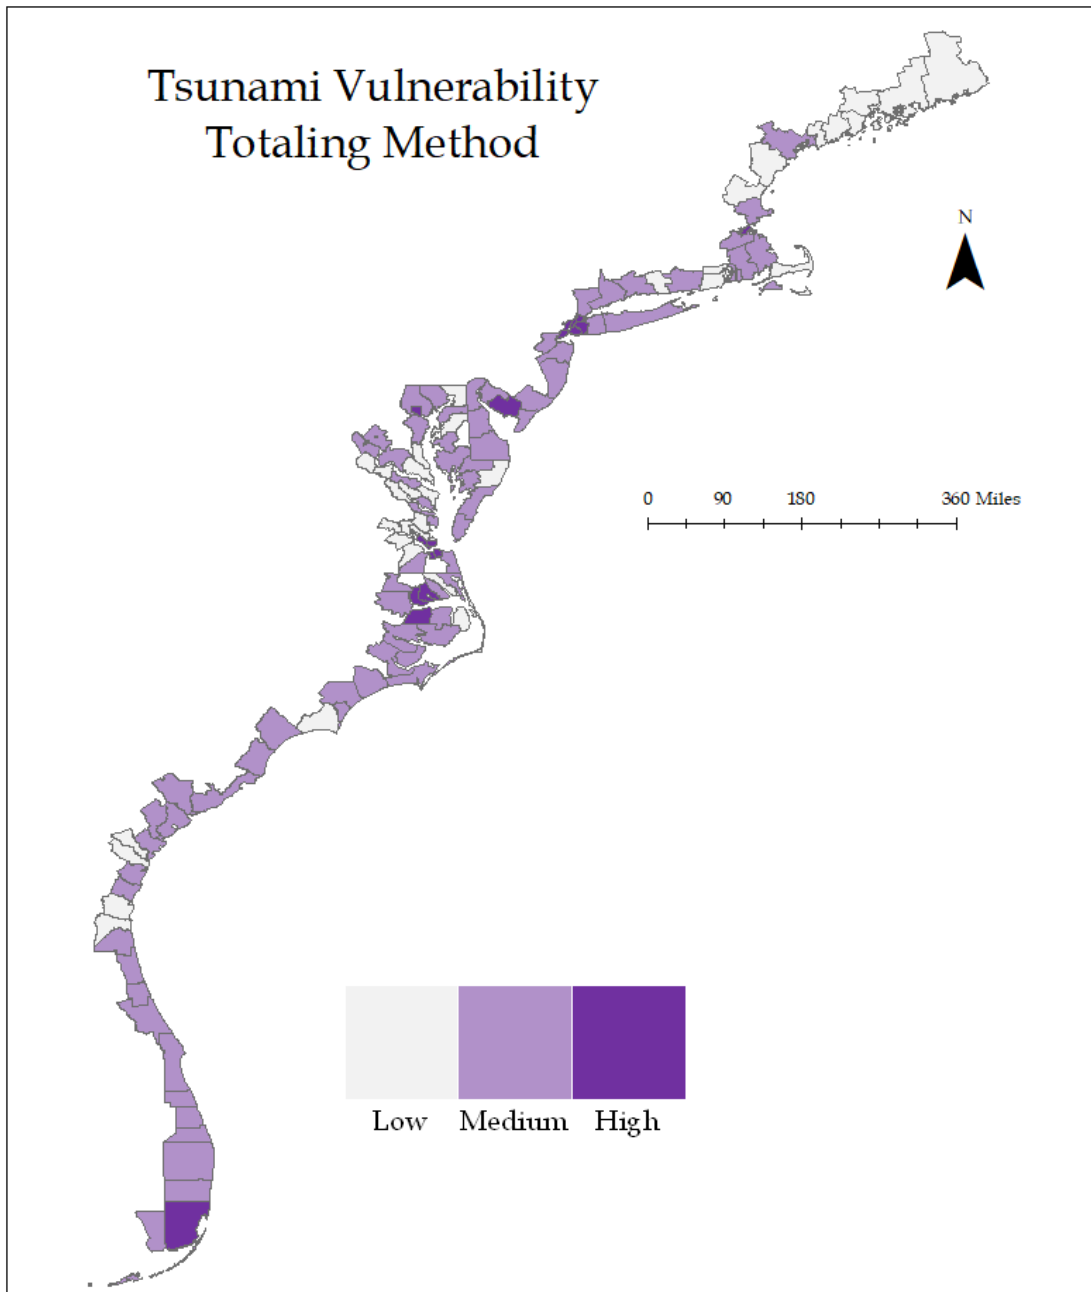 Tsunami Vulnerability
Totaling Method
N
0 90 180 360 Miles
Low Medium High